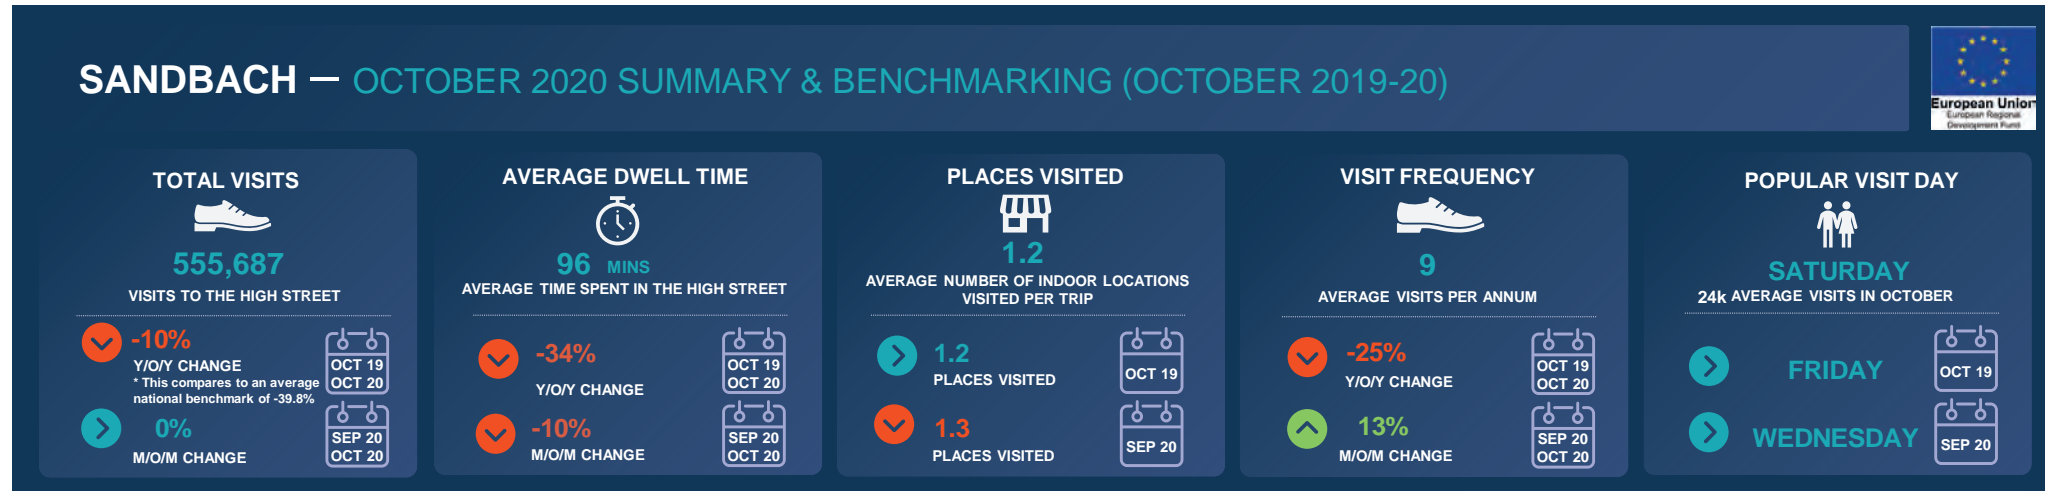 SANDBACH — OCTOBER 2020 SUMMARY & BENCHMARKING (OCTOBER 2019-20)
European Union
European Regional
Development Fund
TOTAL VISITS
555,687
VISITS TO THE HIGH STREET
-10%
Y/O/Y CHANGE
* This compares to an average
national benchmark of -39.8%
OCT 19
OCT 20
0%
M/O/M CHANGE
SEP 20
OCT 20
AVERAGE DWELL TIME
96 MINS
AVERAGE TIME SPENT IN THE HIGH STREET
-34%
Y/O/Y CHANGE
OCT 19
OCT 20
-10%
M/O/M CHANGE
SEP 20
OCT 20
PLACES VISITED
1.2
AVERAGE NUMBER OF INDOOR LOCATIONS
VISITED PER TRIP
1.2
PLACES VISITED
OCT 19
1.3
PLACES VISITED
SEP 20
VISIT FREQUENCY
9
AVERAGE VISITS PER ANNUM
-25%
Y/O/Y CHANGE
OCT 19
OCT 20
13%
M/O/M CHANGE
SEP 20
OCT 20
POPULAR VISIT DAY
SATURDAY
24k AVERAGE VISITS IN OCTOBER
FRIDAY
OCT 19
WEDNESDAY
SEP 20